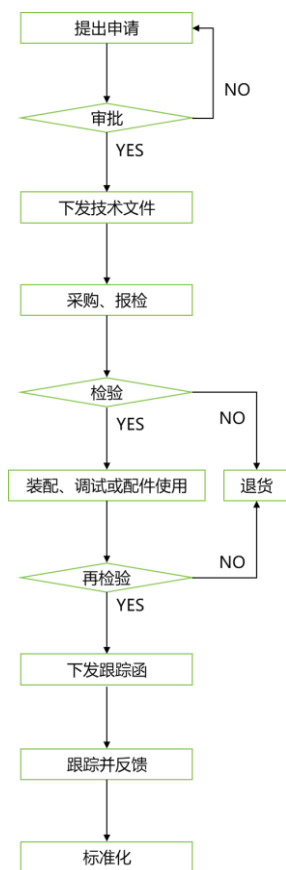 提出申请
NO
审批
YES
下发技术文件
采购、报检
检验
NO
YES
装配、调试或配件使用
退货
NO
再检验
YES
下发跟踪函
跟踪并反馈
标准化